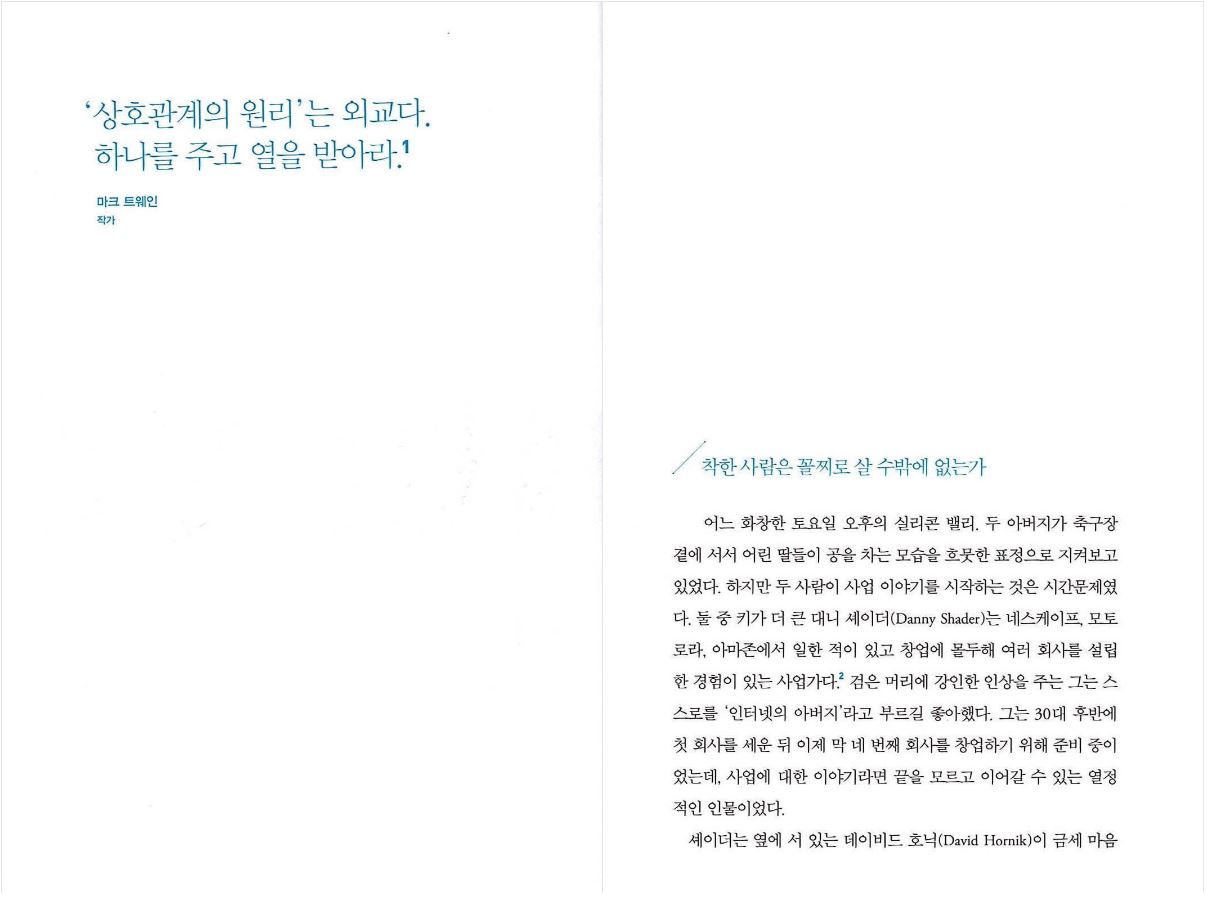 ‘상호관계의 원리’는 외교다.
하나를 주고 열을 받아라.1
마크 트웨인
작가
착한 사람은 꼴찌로 살 수밖에 없는가
어느 화창한 토요일 오후의 실리콘 밸리. 두 아버지가 축구장
곁에 서서 어린 딸들이 공을 차는 모습을 흐뭇한 표정으로 지켜보고
있었다. 하지만 두 사람이 사업 이야기를 시작하는 것은 시간문제였
다. 둘 중 키가 더 큰 대니 셰이더(Danny Shader)는 네스케이프, 모토
로라, 아마존에서 일한 적이 있고 창업에 몰두해 여러 회사를 설립
한 경험이 있는 사업가다.2 검은 머리에 강인한 인상을 주는 그는 스
스로를 ‘인터넷의 아버지’라고 부르길 좋아했다. 그는 30대 후반에
첫 회사를 세운 뒤 이제 막 네 번째 회사를 창업하기 위해 준비 중이
었는데, 사업에 대한 이야기라면 끝을 모르고 이어갈 수 있는 열정
적인 인물이었다.
셰이더는 옆에 서 있는 데이비드 호닉(David Hornik)이 금세 마음